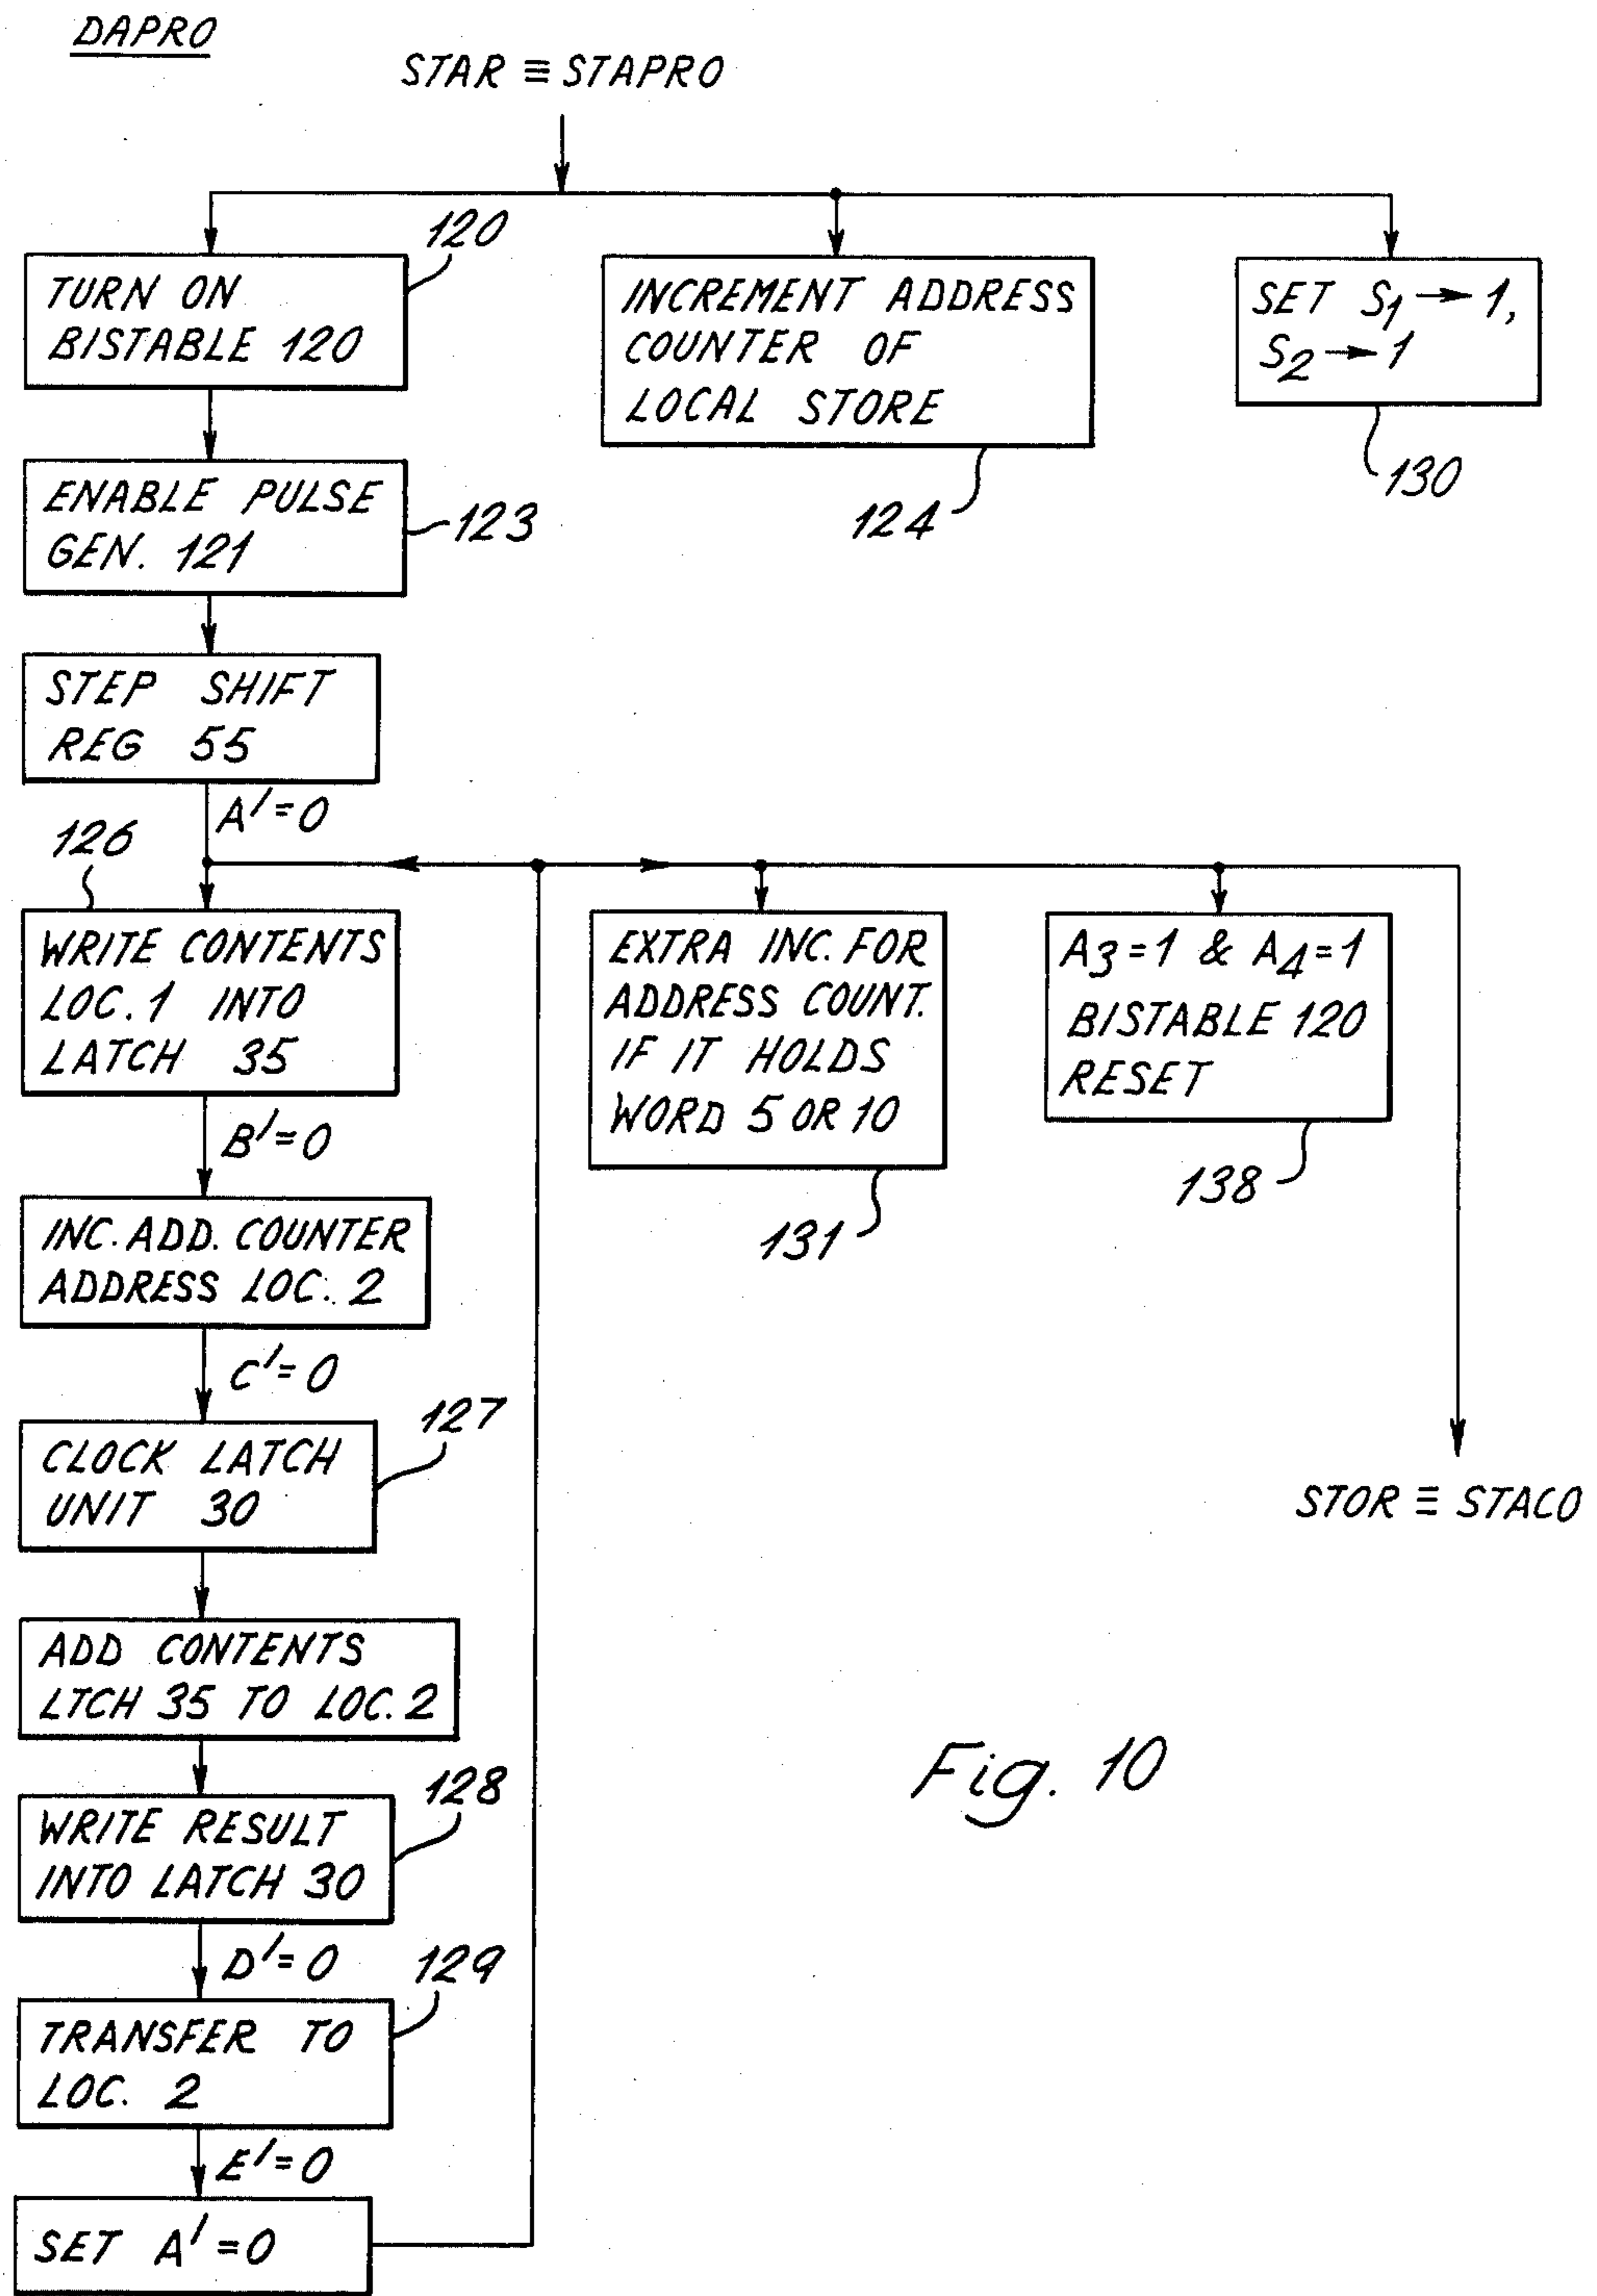 DAPRO
STAR ≡ STAPRO
TURN ON
BISTABLE 120
120
INCREMENT ADDRESS
COUNTER OF
LOCAL STORE
124
SET S1 → 1,
S2 → 1
130
ENABLE PULSE
GEN. 121
123
STEP SHIFT
REG 55
A'=0
126
WRITE CONTENTS
LOC. 1 INTO
LATCH 35
EXTRA INC. FOR
ADDRESS COUNT.
IF IT HOLDS
WORD 5 OR 10
131
A3=1 & A4=1
BISTABLE 120
RESET
138
B'=0
INC. ADD. COUNTER
ADDRESS LOC. 2
C'=0
CLOCK LATCH
UNIT 30
127
STOR ≡ STACO
ADD CONTENTS
LTCH 35 TO LOC. 2
WRITE RESULT
INTO LATCH 30
128
D'=0
TRANSFER TO
LOC. 2
129
E'=0
SET A'=0
Fig. 10